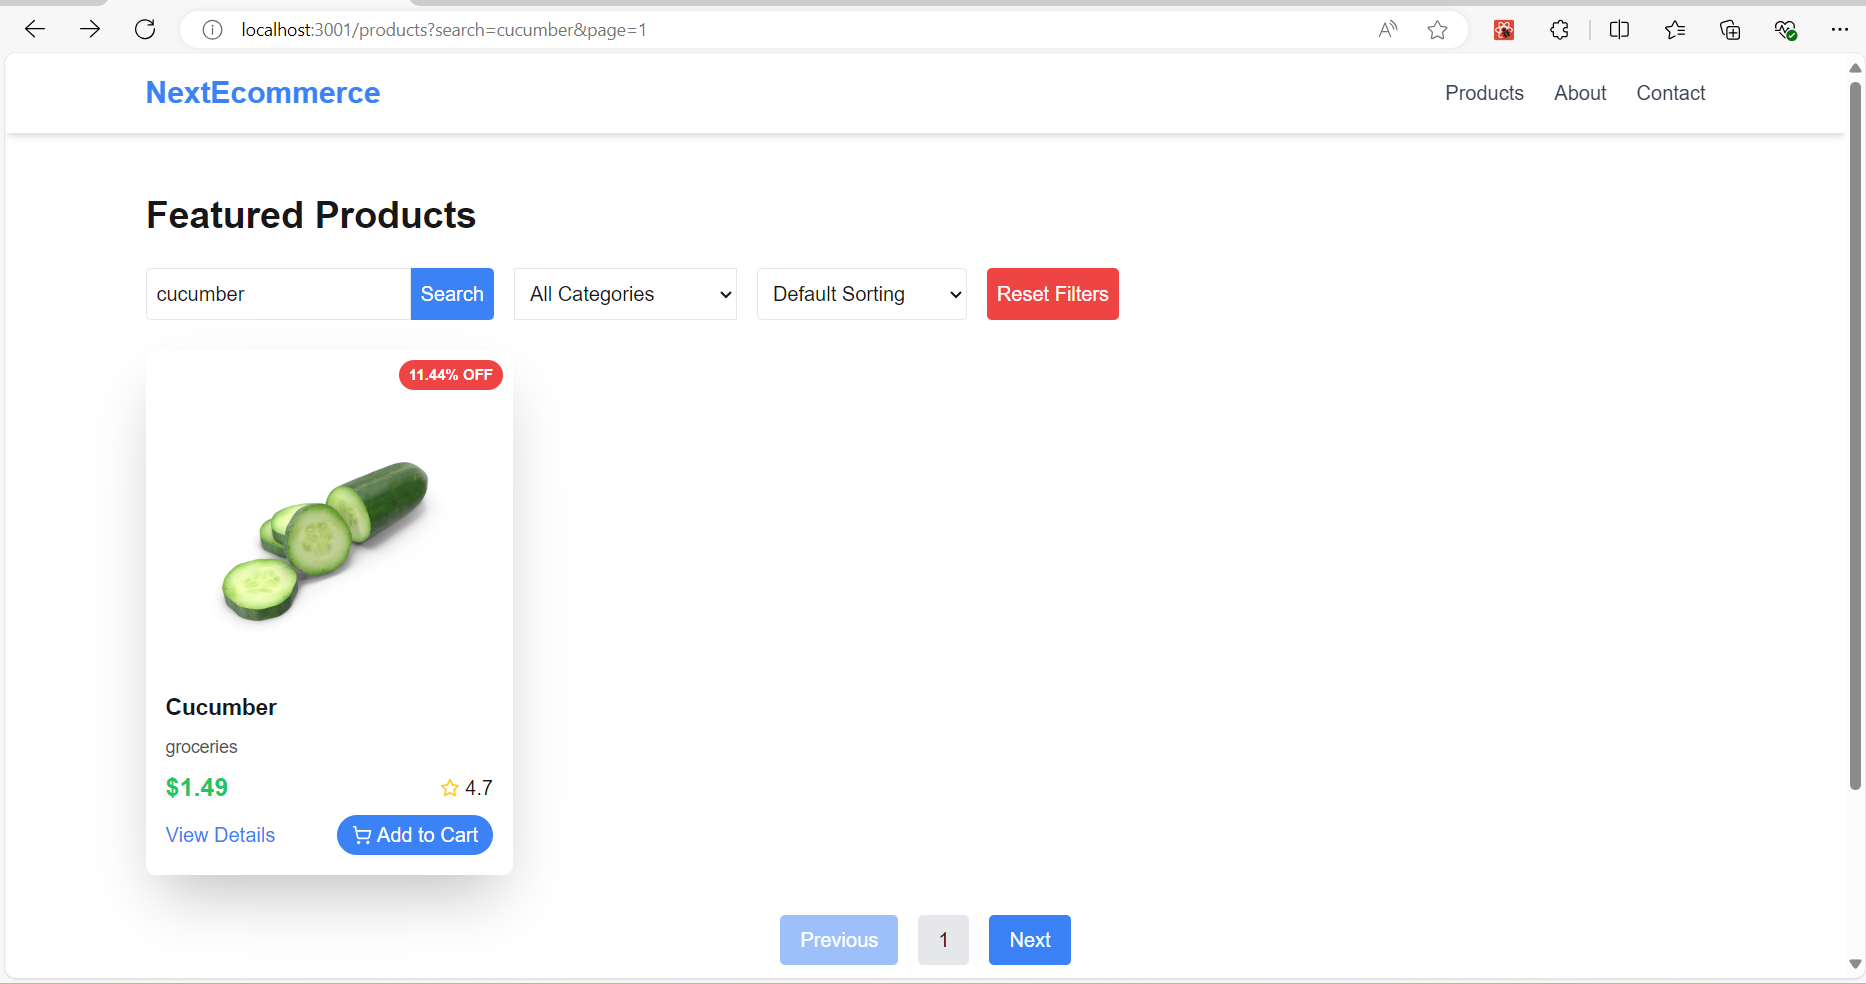 localhost:3001/products?search=cucumber&page=1
NextEcommerce
Products About Contact
Featured Products
cucumber Search All Categories Default Sorting Reset Filters
11.44% OFF
Cucumber
groceries
$1.49 4.7
View Details Add to Cart
Previous 1 Next